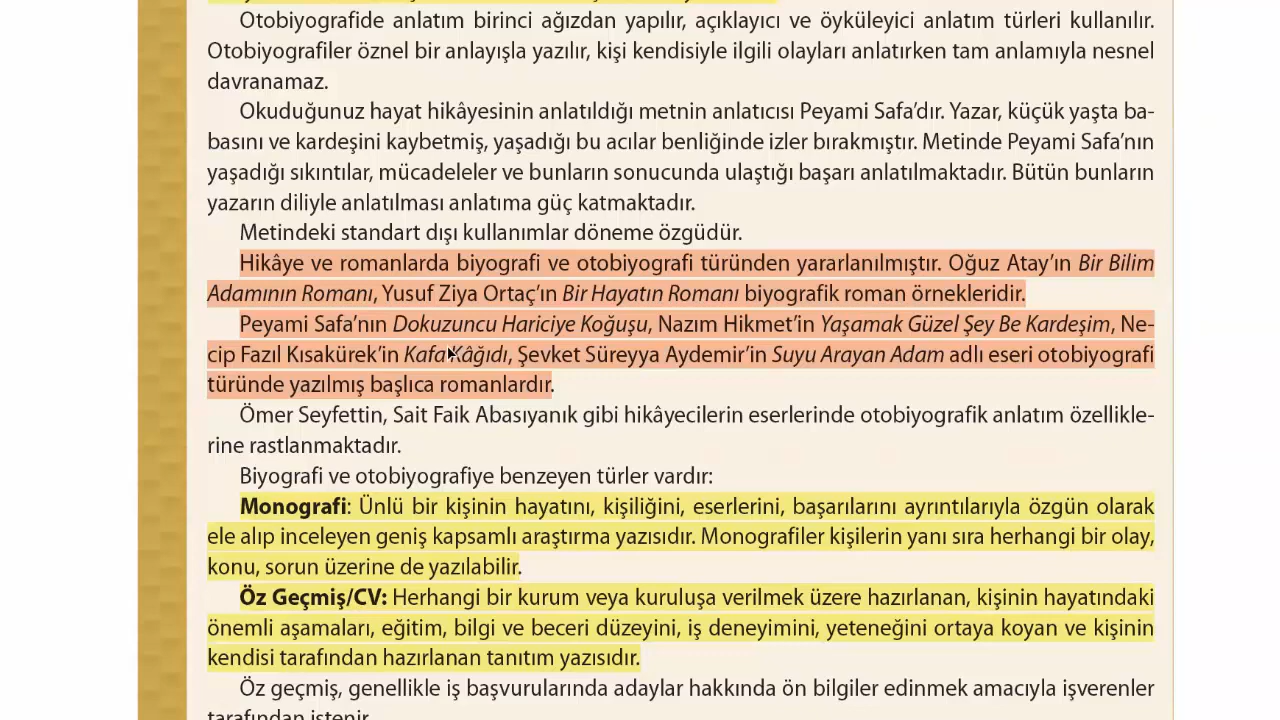 Otobiyografide anlatım birinci ağızdan yapılır, açıklayıcı ve öyküleyici anlatım türleri kullanılır.
Otobiyografiler öznel bir anlayışla yazılır, kişi kendisiyle ilgili olayları anlatırken tam anlamıyla nesnel
davranamaz.
Okuduğunuz hayat hikâyesinin anlatıldığı metnin anlatıcısı Peyami Safa’dır. Yazar, küçük yaşta ba-
basını ve kardeşini kaybetmiş, yaşadığı bu acılar benliğinde izler bırakmıştır. Metinde Peyami Safa’nın
yaşadığı sıkıntılar, mücadeleler ve bunların sonucunda ulaştığı başarı anlatılmaktadır. Bütün bunların
yazarın diliyle anlatılması anlatıma güç katmaktadır.
Metindeki standart dışı kullanımlar döneme özgüdür.
Hikâye ve romanlarda biyografi ve otobiyografi türünden yararlanılmıştır. Oğuz Atay’ın Bir Bilim
Adamının Romanı, Yusuf Ziya Ortaç’ın Bir Hayatın Romanı biyografik roman örnekleridir.
Peyami Safa’nın Dokuzuncu Hariciye Koğuşu, Nazım Hikmet’in Yaşamak Güzel Şey Be Kardeşim, Ne-
cip Fazıl Kısakürek’in Kafa Kâğıdı, Şevket Süreyya Aydemir’in Suyu Arayan Adam adlı eseri otobiyografi
türünde yazılmış başlıca romanlardır.
Ömer Seyfettin, Sait Faik Abasıyanık gibi hikâyecilerin eserlerinde otobiyografik anlatım özellikle-
rine rastlanmaktadır.
Biyografi ve otobiyografiye benzeyen türler vardır:
Monografi: Ünlü bir kişinin hayatını, kişiliğini, eserlerini, başarılarını ayrıntılarıyla özgün olarak
ele alıp inceleyen geniş kapsamlı araştırma yazısıdır. Monografiler kişilerin yanı sıra herhangi bir olay,
konu, sorun üzerine de yazılabilir.
Öz Geçmiş/CV: Herhangi bir kurum veya kuruluşa verilmek üzere hazırlanan, kişinin hayatındaki
önemli aşamaları, eğitim, bilgi ve beceri düzeyini, iş deneyimini, yeteneğini ortaya koyan ve kişinin
kendisi tarafından hazırlanan tanıtım yazısıdır.
Öz geçmiş, genellikle iş başvurularında adaylar hakkında ön bilgiler edinmek amacıyla işverenler
tarafından istenir.